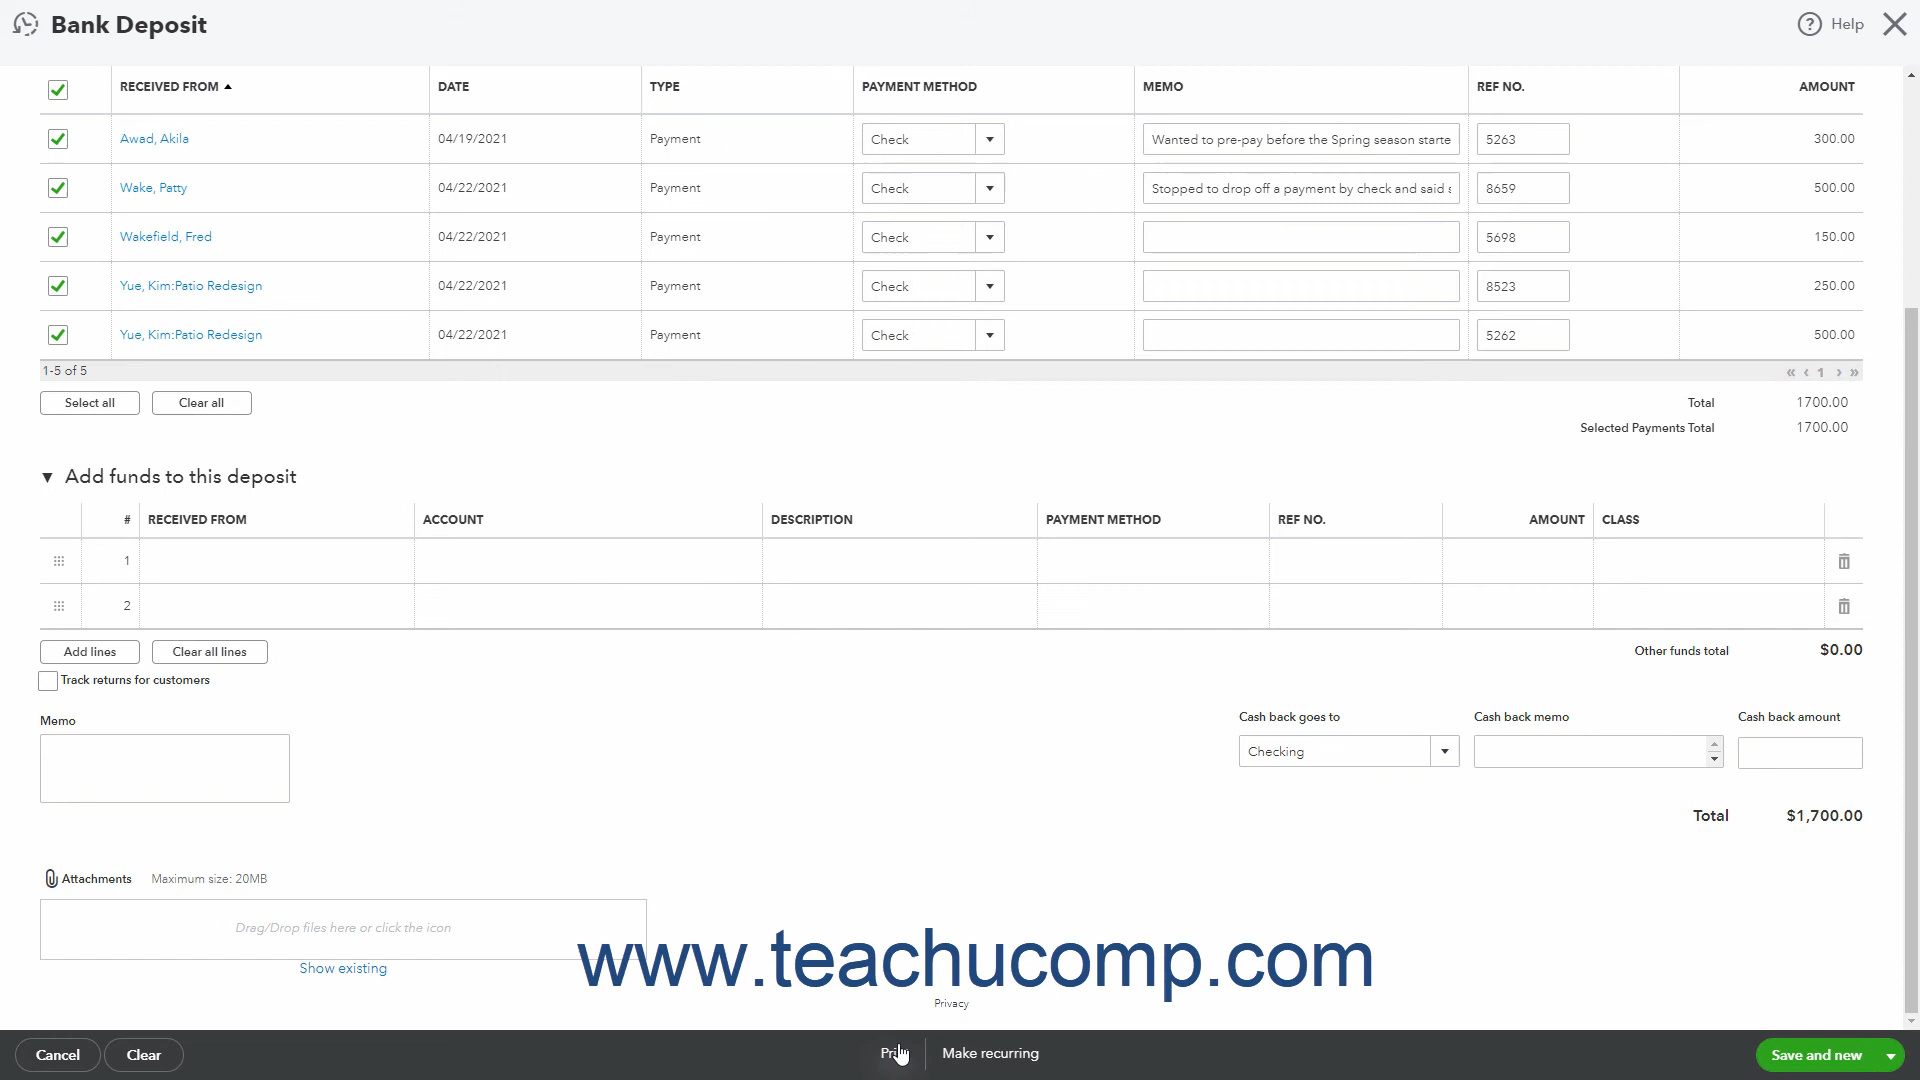 Bank Deposit
Help
RECEIVED FROM DATE TYPE PAYMENT METHOD MEMO REF NO. AMOUNT
Awad, Akila 04/19/2021 Payment Check Wanted to pre-pay before the Spring season starte 5263 300.00
Wake, Patty 04/22/2021 Payment Check Stopped to drop off a payment by check and said 8659 500.00
Wakefield, Fred 04/22/2021 Payment Check 5698 150.00
Yue, Kim:Patio Redesign 04/22/2021 Payment Check 8523 250.00
Yue, Kim:Patio Redesign 04/22/2021 Payment Check 5262 500.00
1-5 of 5 « ‹ 1 › »
Select all Clear all Total 1700.00
Selected Payments Total 1700.00
Add funds to this deposit
# RECEIVED FROM ACCOUNT DESCRIPTION PAYMENT METHOD REF NO. AMOUNT CLASS
1
2
Add lines Clear all lines Other funds total $0.00
Track returns for customers
Memo Cash back goes to Cash back memo Cash back amount
Checking
Total $1,700.00
Attachments Maximum size: 20MB
Drag/Drop files here or click the icon
Show existing
www.teachucomp.com
Privacy
Cancel Clear Make recurring Save and new